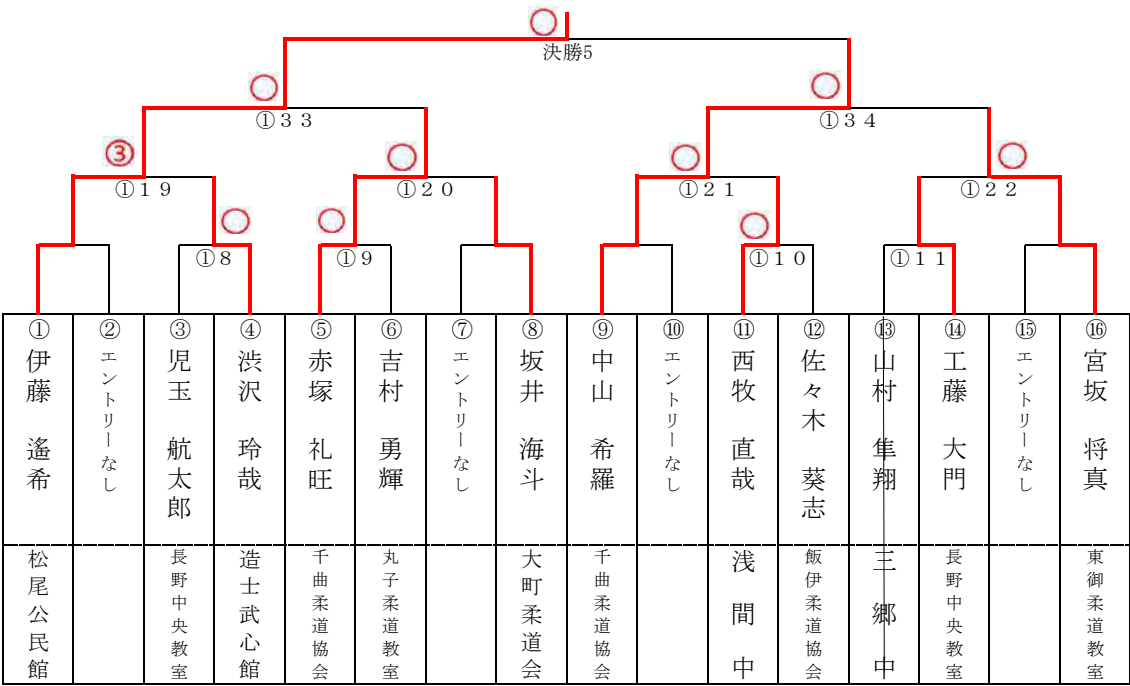 決勝5
①33
①34
③
①19
①20
①21
①22
①8
①9
①10
①11
①
伊藤 遙希
松尾公民館
②
エントリーなし
③
児玉 航太郎
長野中央教室
④
渋沢 玲哉
造士武心館
⑤
赤塚 礼旺
千曲柔道協会
⑥
吉村 勇輝
丸子柔道教室
⑦
エントリーなし
⑧
坂井 海斗
大町柔道会
⑨
中山 希羅
千曲柔道協会
⑩
エントリーなし
⑪
西牧 直哉
浅間中
⑫
佐々木 葵志
飯伊柔道協会
⑬
山村 隼翔
三郷中
⑭
工藤 大門
長野中央教室
⑮
エントリーなし
⑯
宮坂 将真
東御柔道教室